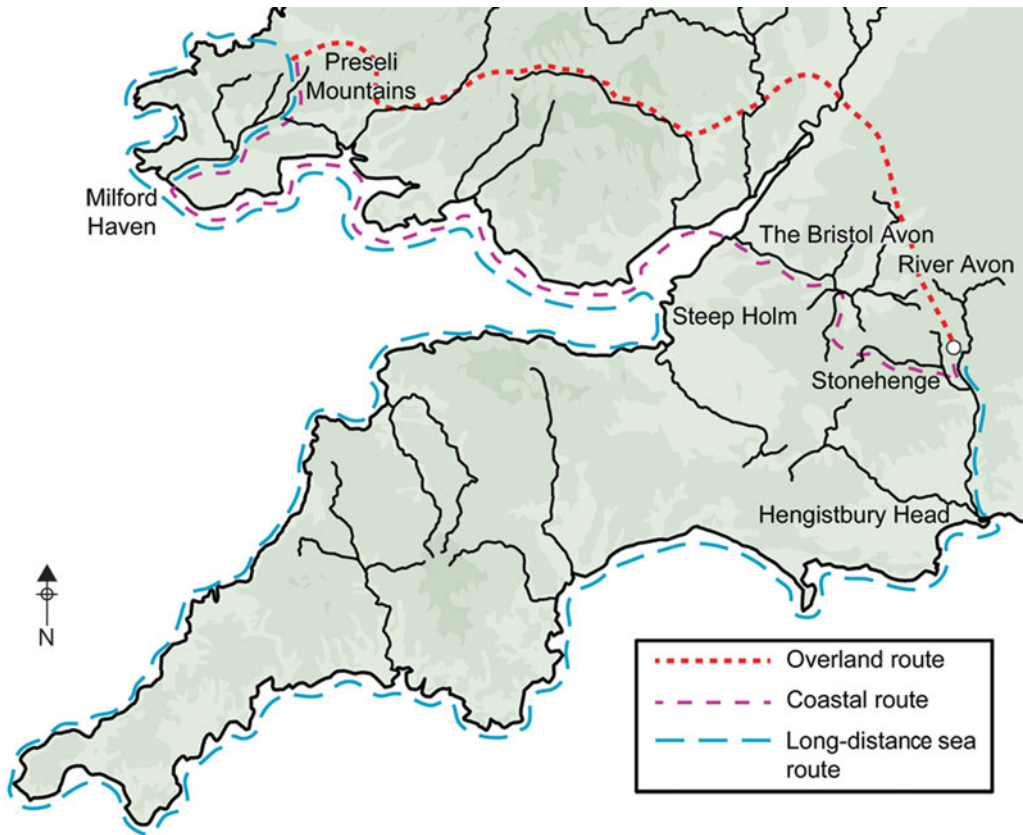 Preseli
Mountains
Milford
Haven
The Bristol Avon
River Avon
Steep Holm
Stonehenge
Hengistbury Head
N
Overland route
Coastal route
Long-distance sea
route